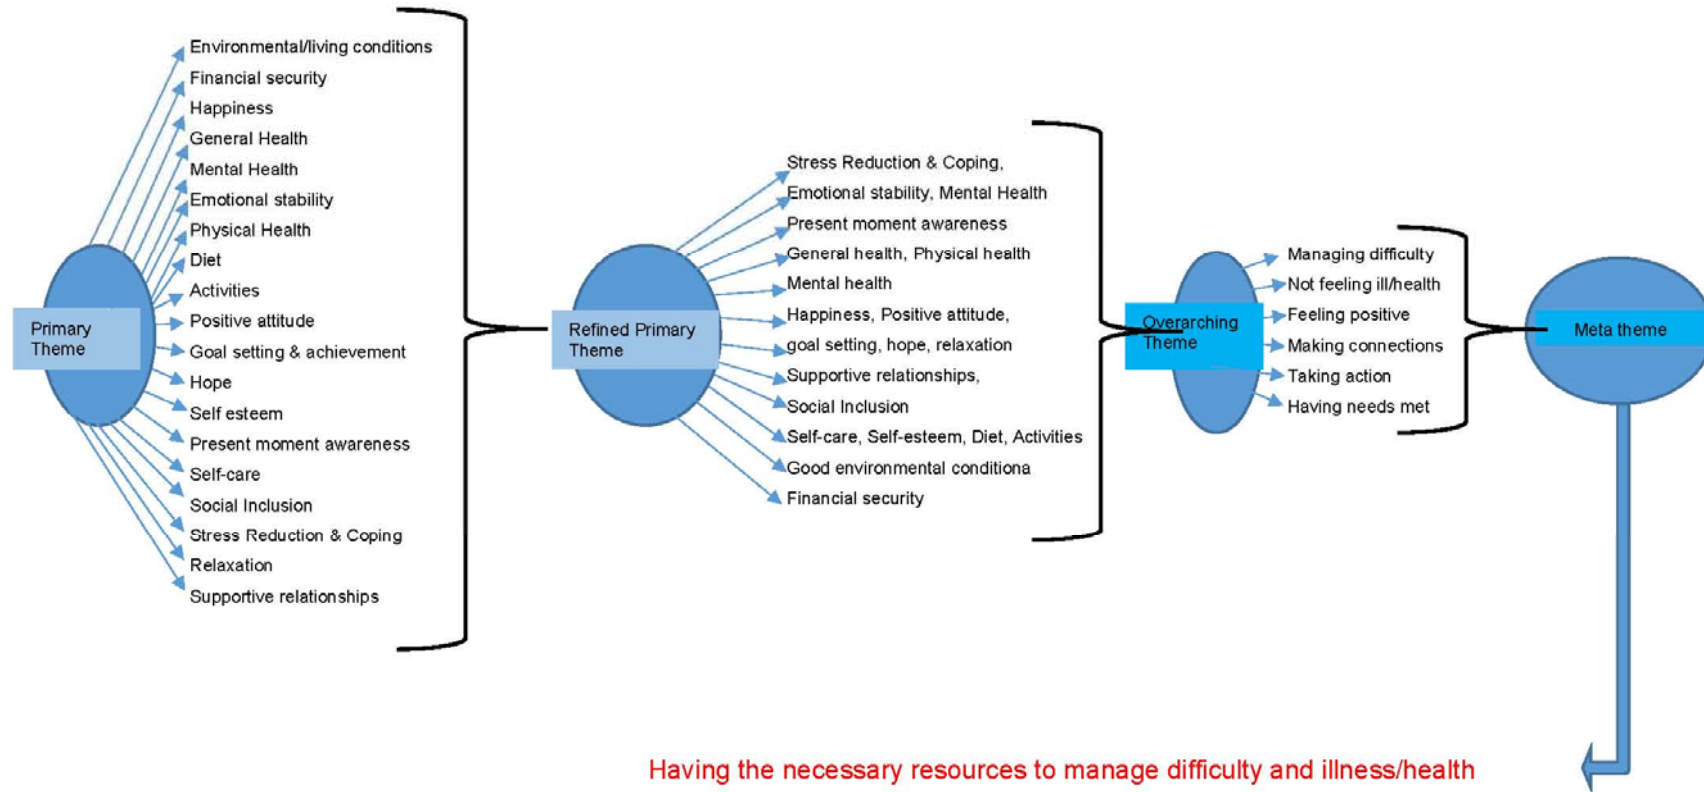 Primary
Theme
Environmental/living conditions
Financial security
Happiness
General Health
Mental Health
Emotional stability
Physical Health
Diet
Activities
Positive attitude
Goal setting & achievement
Hope
Self esteem
Present moment awareness
Self-care
Social Inclusion
Stress Reduction & Coping
Relaxation
Supportive relationships
Refined Primary
Theme
Stress Reduction & Coping,
Emotional stability, Mental Health
Present moment awareness
General health, Physical health
Mental health
Happiness, Positive attitude,
goal setting, hope, relaxation
Supportive relationships,
Social Inclusion
Self-care, Self-esteem, Diet, Activities
Good environmental conditiona
Financial security
Overarching
Theme
Managing difficulty
Not feeling ill/health
Feeling positive
Making connections
Taking action
Having needs met
Meta theme
Having the necessary resources to manage difficulty and illness/health